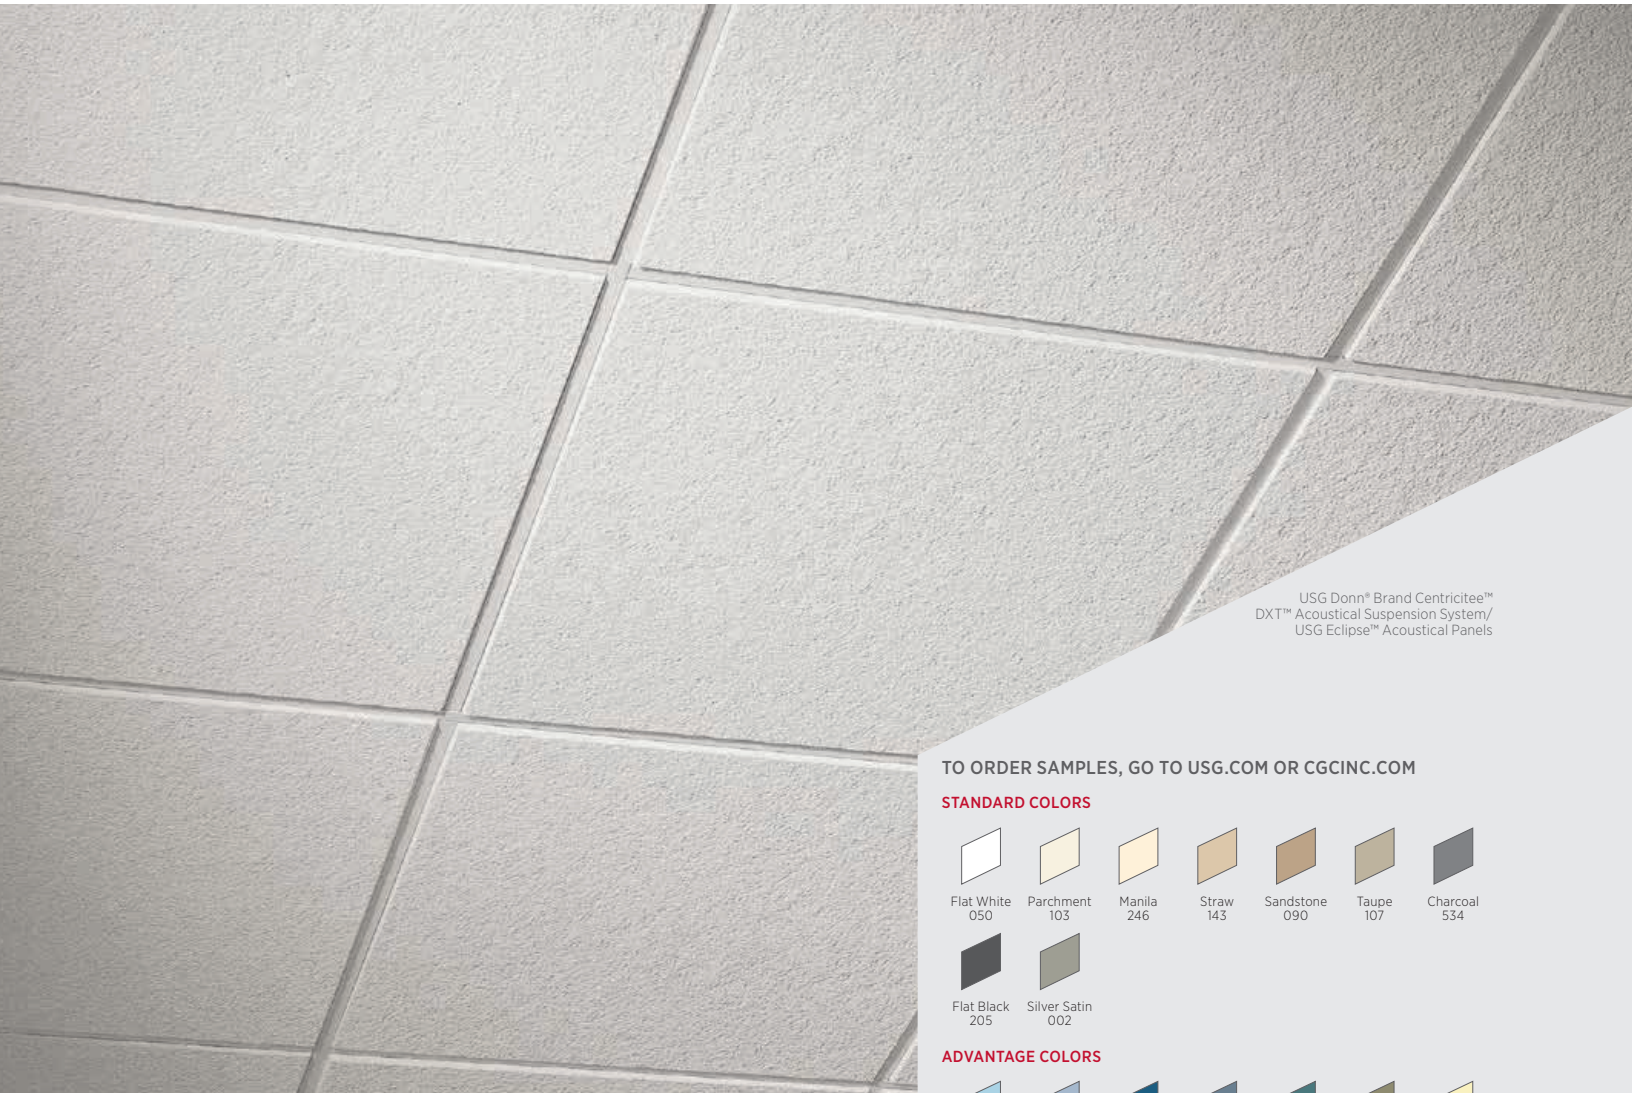 USG Donn® Brand Centricitee™
DXT™ Acoustical Suspension System/
USG Eclipse™ Acoustical Panels
TO ORDER SAMPLES, GO TO USG.COM OR CGCINC.COM
STANDARD COLORS
Flat White Parchment Manila Straw Sandstone Taupe Charcoal
050 103 246 143 090 107 534
Flat Black Silver Satin
205 002
ADVANTAGE COLORS